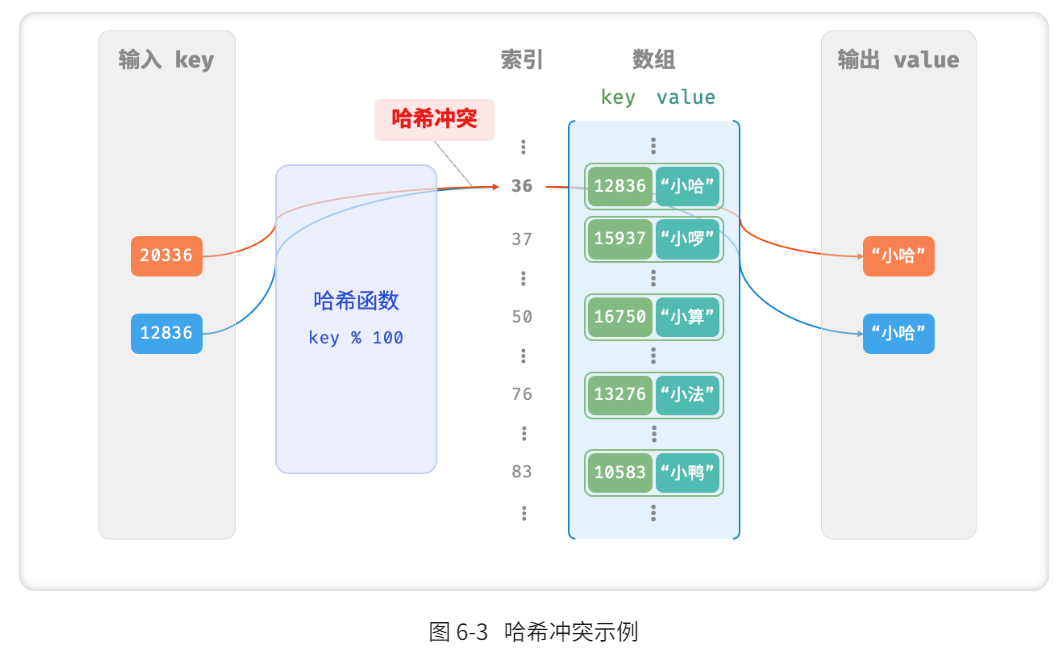 输入 key
索引
数组
输出 value
key value
哈希冲突
36
12836 “小哈”
37
15937 “小啰”
20336
“小哈”
哈希函数
key % 100
50
16750 “小算”
12836
“小哈”
76
13276 “小法”
83
10583 “小鸭”
图 6-3 哈希冲突示例